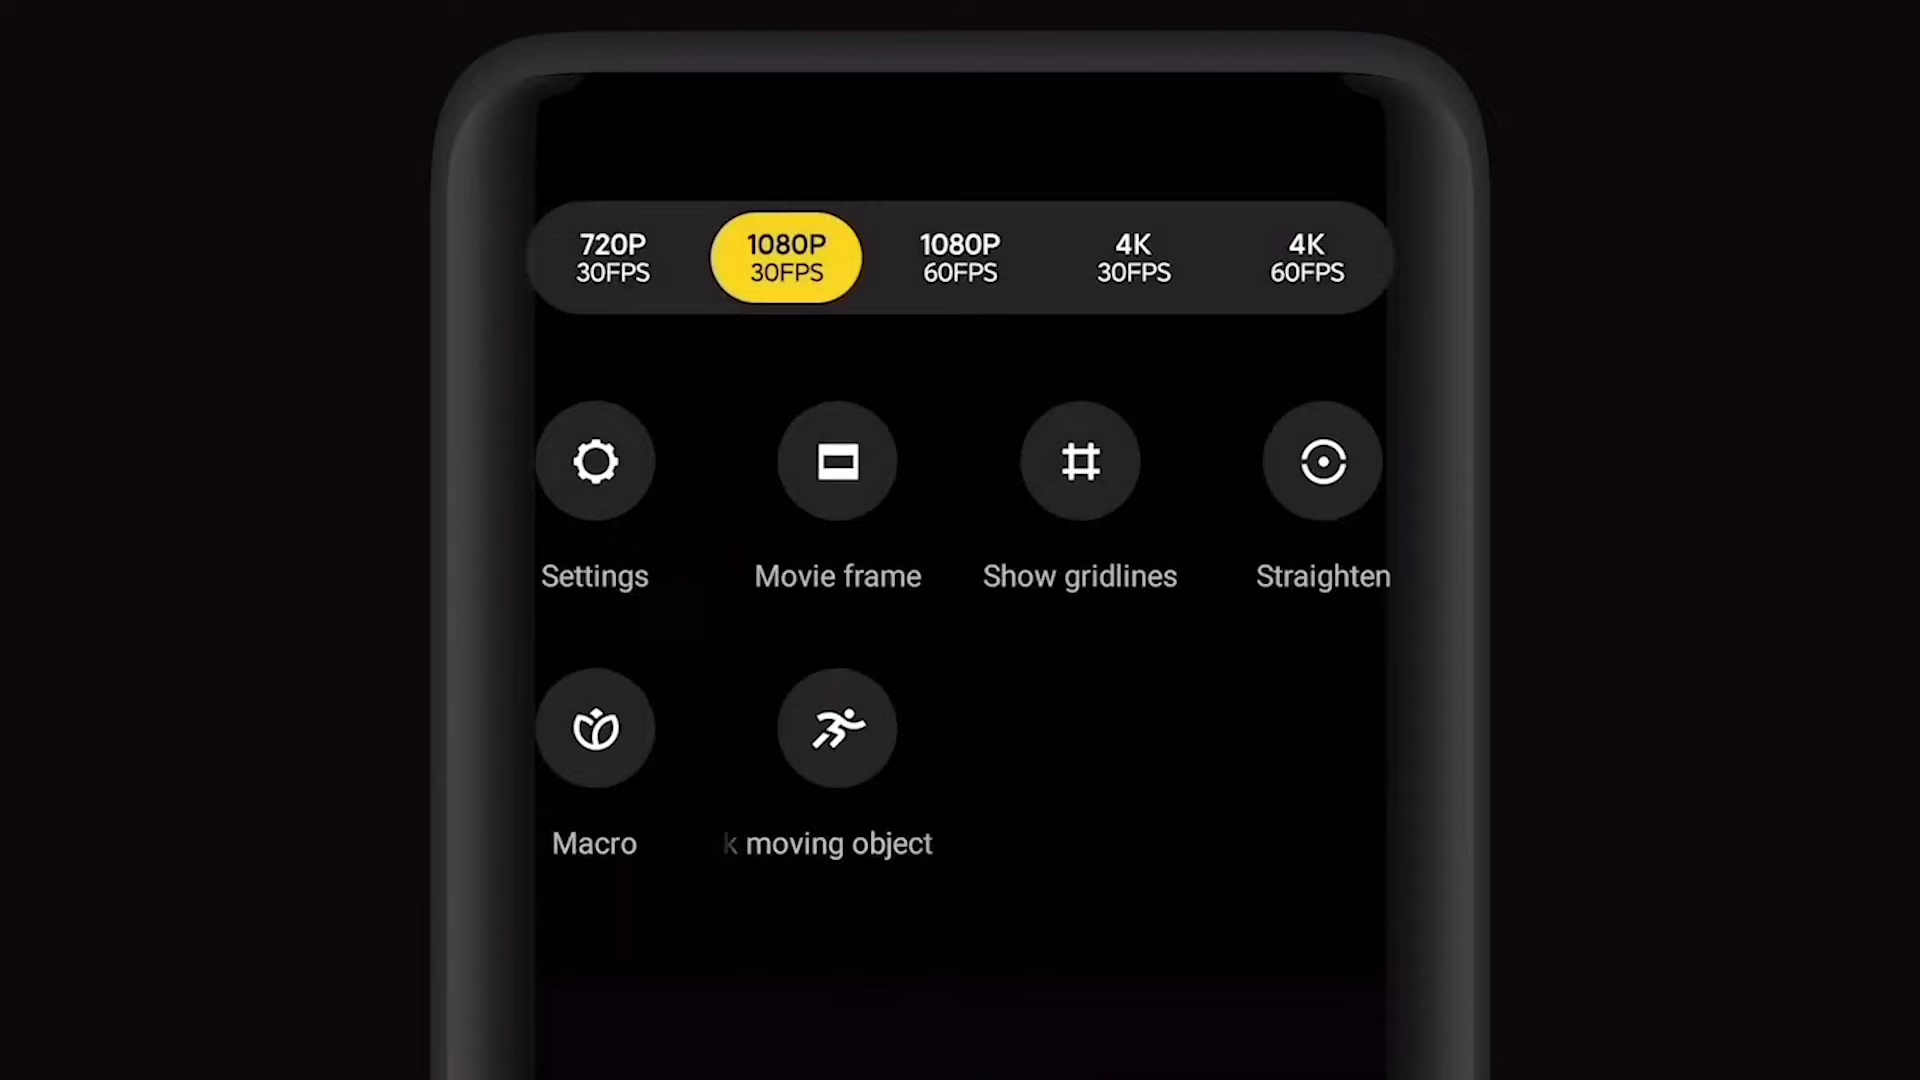 720P
30FPS
1080P
30FPS
1080P
60FPS
4K
30FPS
4K
60FPS
Settings
Movie frame
Show gridlines
Straighten
Macro
k moving object